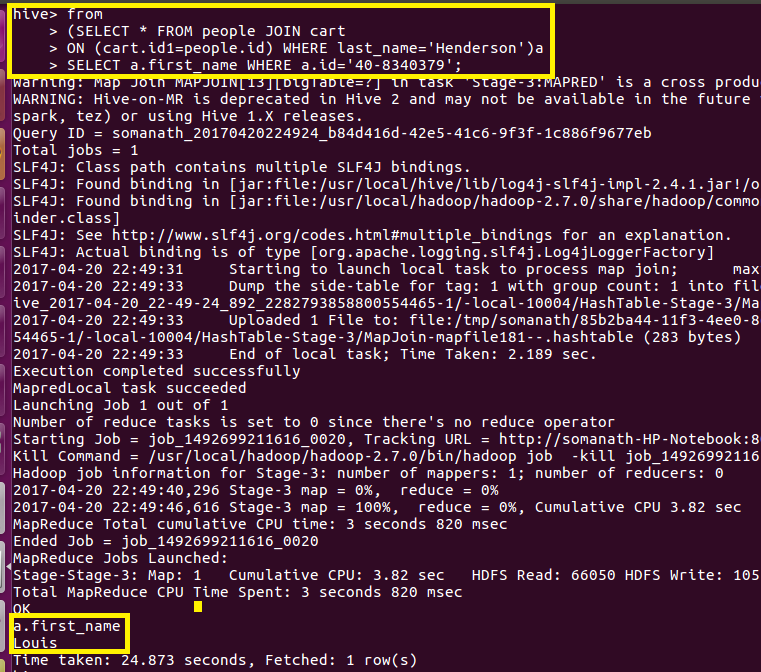 hive> from
    > (SELECT * FROM people JOIN cart
    > ON (cart.id1=people.id) WHERE last_name='Henderson')a
    > SELECT a.first_name WHERE a.id='40-8340379';
Warning: Map Join MAPJOIN[13][bigTable=?] in task 'Stage-3:MAPRED' is a cross produ
WARNING: Hive-on-MR is deprecated in Hive 2 and may not be available in the future
spark, tez) or using Hive 1.X releases.
Query ID = somanath_20170420224924_b84d416d-42e5-41c6-9f3f-1c886f9677eb
Total jobs = 1
SLF4J: Class path contains multiple SLF4J bindings.
SLF4J: Found binding in [jar:file:/usr/local/hive/lib/log4j-slf4j-impl-2.4.1.jar!/o
SLF4J: Found binding in [jar:file:/usr/local/hadoop/hadoop-2.7.0/share/hadoop/commo
inder.class]
SLF4J: See http://www.slf4j.org/codes.html#multiple_bindings for an explanation.
SLF4J: Actual binding is of type [org.apache.logging.slf4j.Log4jLoggerFactory]
2017-04-20 22:49:31     Starting to launch local task to process map join;      max
2017-04-20 22:49:33     Dump the side-table for tag: 1 with group count: 1 into file
ive_2017-04-20_22-49-24_892_2282793858800554465-1/-local-10004/HashTable-Stage-3/Ma
2017-04-20 22:49:33     Uploaded 1 File to: file:/tmp/somanath/85b2ba44-11f3-4ee0-8
54465-1/-local-10004/HashTable-Stage-3/MapJoin-mapfile181--.hashtable (283 bytes)
2017-04-20 22:49:33     End of local task; Time Taken: 2.189 sec.
Execution completed successfully
MapredLocal task succeeded
Launching Job 1 out of 1
Number of reduce tasks is set to 0 since there's no reduce operator
Starting Job = job_1492699211616_0020, Tracking URL = http://somanath-HP-Notebook:8
Kill Command = /usr/local/hadoop/hadoop-2.7.0/bin/hadoop job  -kill job_14926992116
Hadoop job information for Stage-3: number of mappers: 1; number of reducers: 0
2017-04-20 22:49:40,296 Stage-3 map = 0%,  reduce = 0%
2017-04-20 22:49:46,616 Stage-3 map = 100%,  reduce = 0%, Cumulative CPU 3.82 sec
MapReduce Total cumulative CPU time: 3 seconds 820 msec
Ended Job = job_1492699211616_0020
MapReduce Jobs Launched:
Stage-Stage-3: Map: 1   Cumulative CPU: 3.82 sec   HDFS Read: 66050 HDFS Write: 105
Total MapReduce CPU Time Spent: 3 seconds 820 msec
OK
a.first_name
Louis
Time taken: 24.873 seconds, Fetched: 1 row(s)